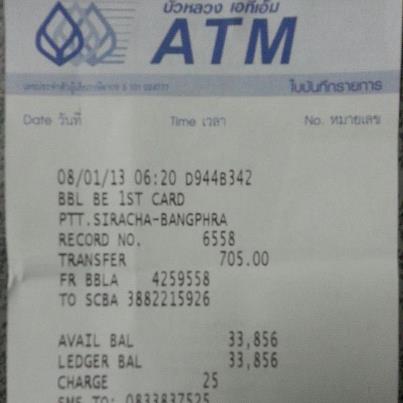 บัวหลวง เอทีเอ็ม
ATM
ใบบันทึกรายการ
Date วันที่ Time เวลา No. หมายเลข
08/01/13 06:20 D944B342
BBL BE 1ST CARD
PTT.SIRACHA-BANGPHRA
RECORD NO. 6558
TRANSFER 705.00
FR BBLA 4259558
TO SCBA 3882215926
AVAIL BAL 33,856
LEDGER BAL 33,856
CHARGE 25
SMS TO: 0833837525